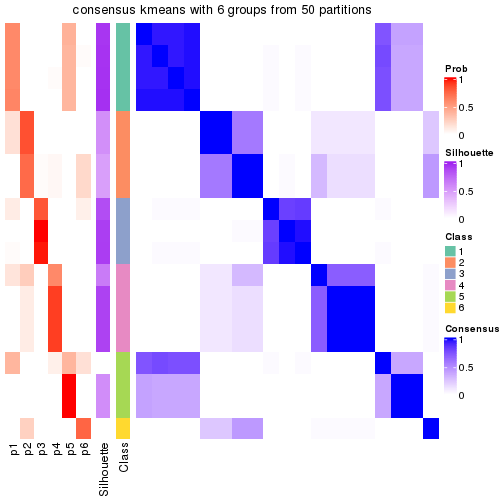 consensus kmeans with 6 groups from 50 partitions
Prob
1
0.5
0
Silhouette
1
0.5
0
Class
1
2
3
4
5
6
Consensus
1
0.5
0
p1
p2
p3
p4
p5
p6
Silhouette
Class